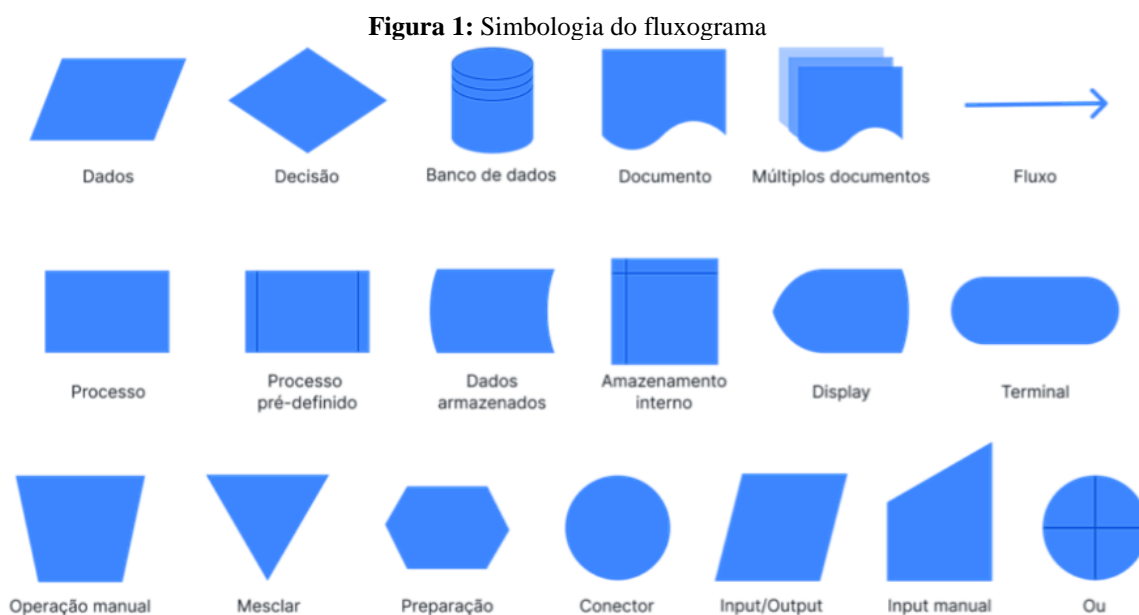 Figura 1: Simbologia do fluxograma
Dados
Decisão
Banco de dados
Documento
Múltiplos documentos
Fluxo
Processo
Processo
pré-definido
Dados
armazenados
Amazenamento
interno
Display
Terminal
Operação manual
Mesclar
Preparação
Conector
Input/Output
Input manual
Ou